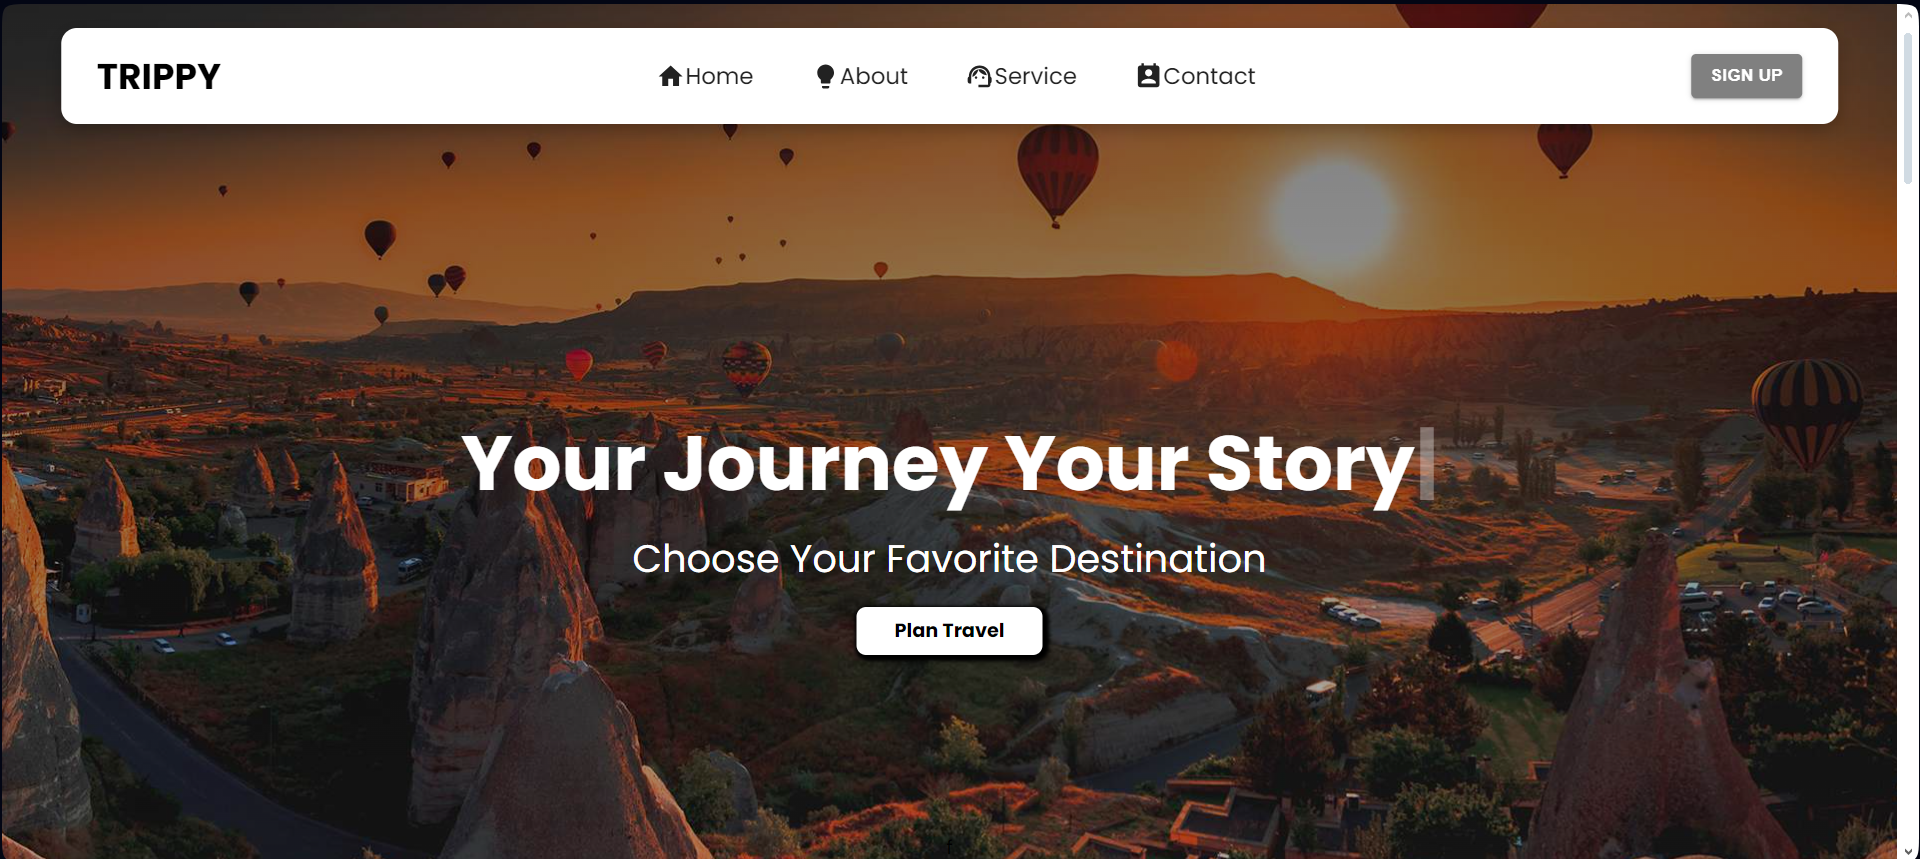 TRIPPY Home About Service Contact SIGN UP
Your Journey Your Story
Choose Your Favorite Destination
Plan Travel